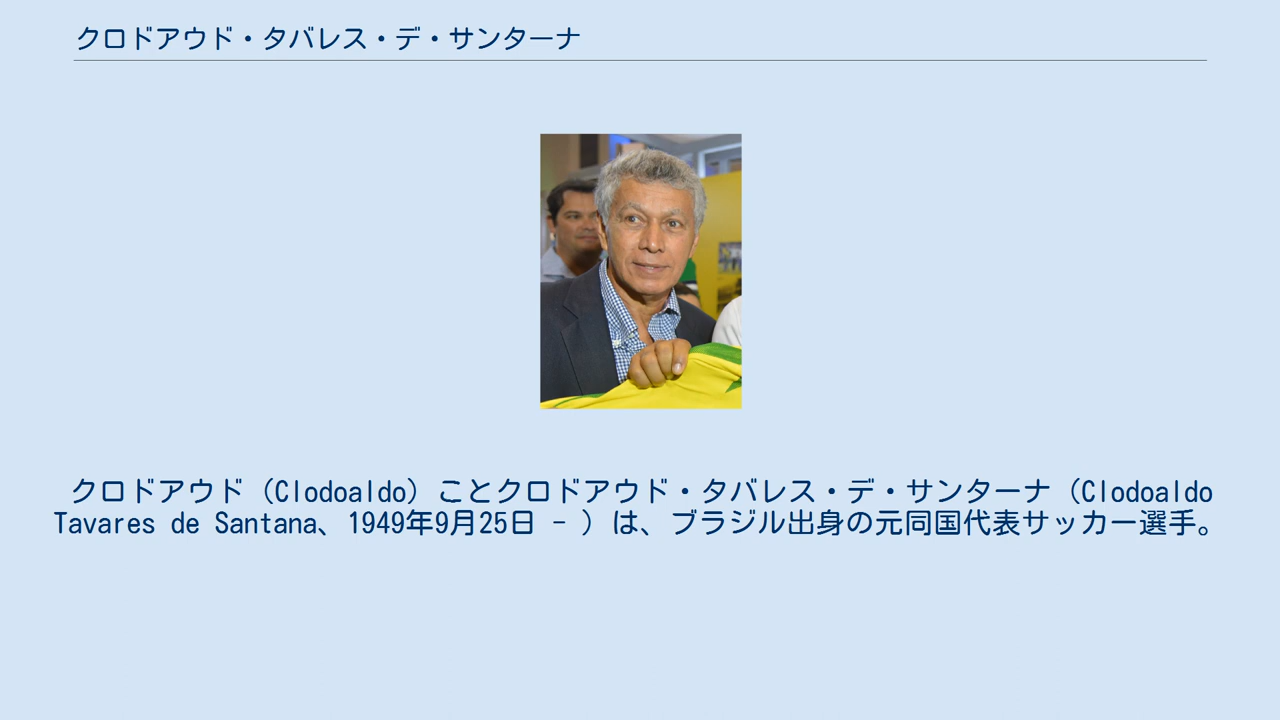 クロドアウド・タバレス・デ・サンターナ
クロドアウド（Clodoaldo）ことクロドアウド・タバレス・デ・サンターナ（Clodoaldo
Tavares de Santana、1949年9月25日 - ）は、ブラジル出身の元同国代表サッカー選手。